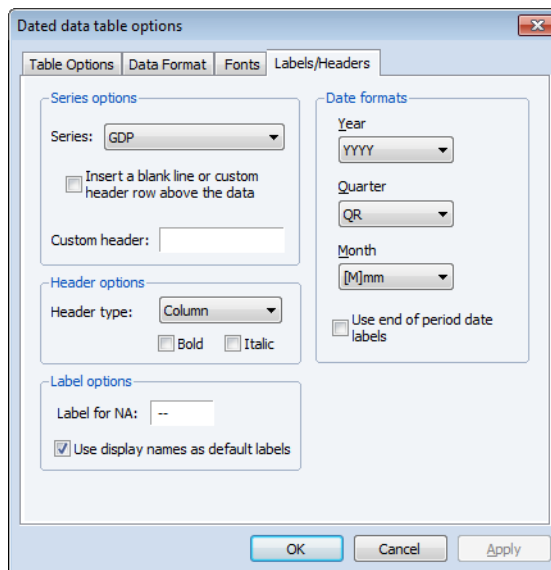 Dated data table options
Table Options
Data Format
Fonts
Labels/Headers
Series options
Series: GDP
Insert a blank line or custom
header row above the data
Custom header:
Header options
Header type: Column
Bold Italic
Label options
Label for NA: --
Use display names as default labels
Date formats
Year
YYYY
Quarter
QR
Month
[M]mm
Use end of period date
labels
OK
Cancel
Apply